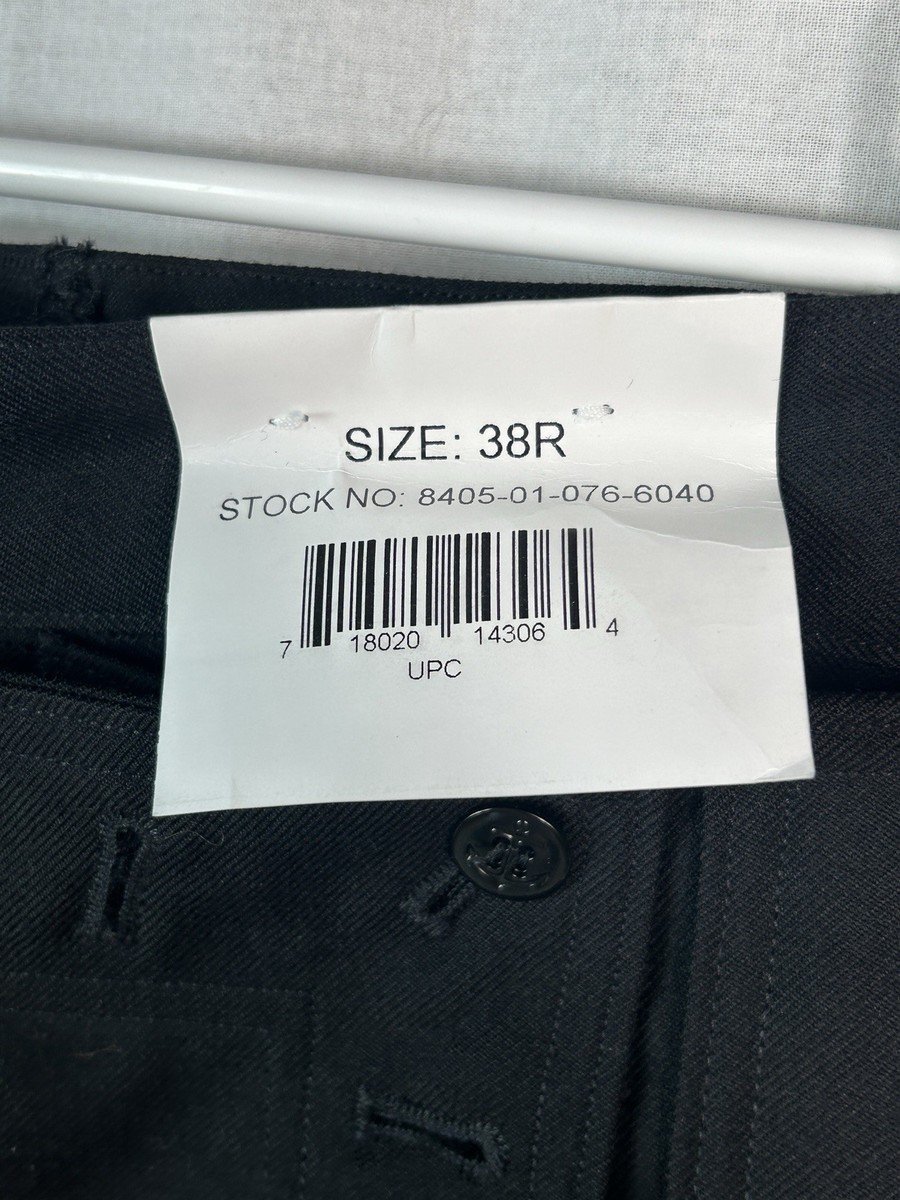 SIZE: 38R
STOCK NO: 8405-01-076-6040
7 18020 14306 4
UPC